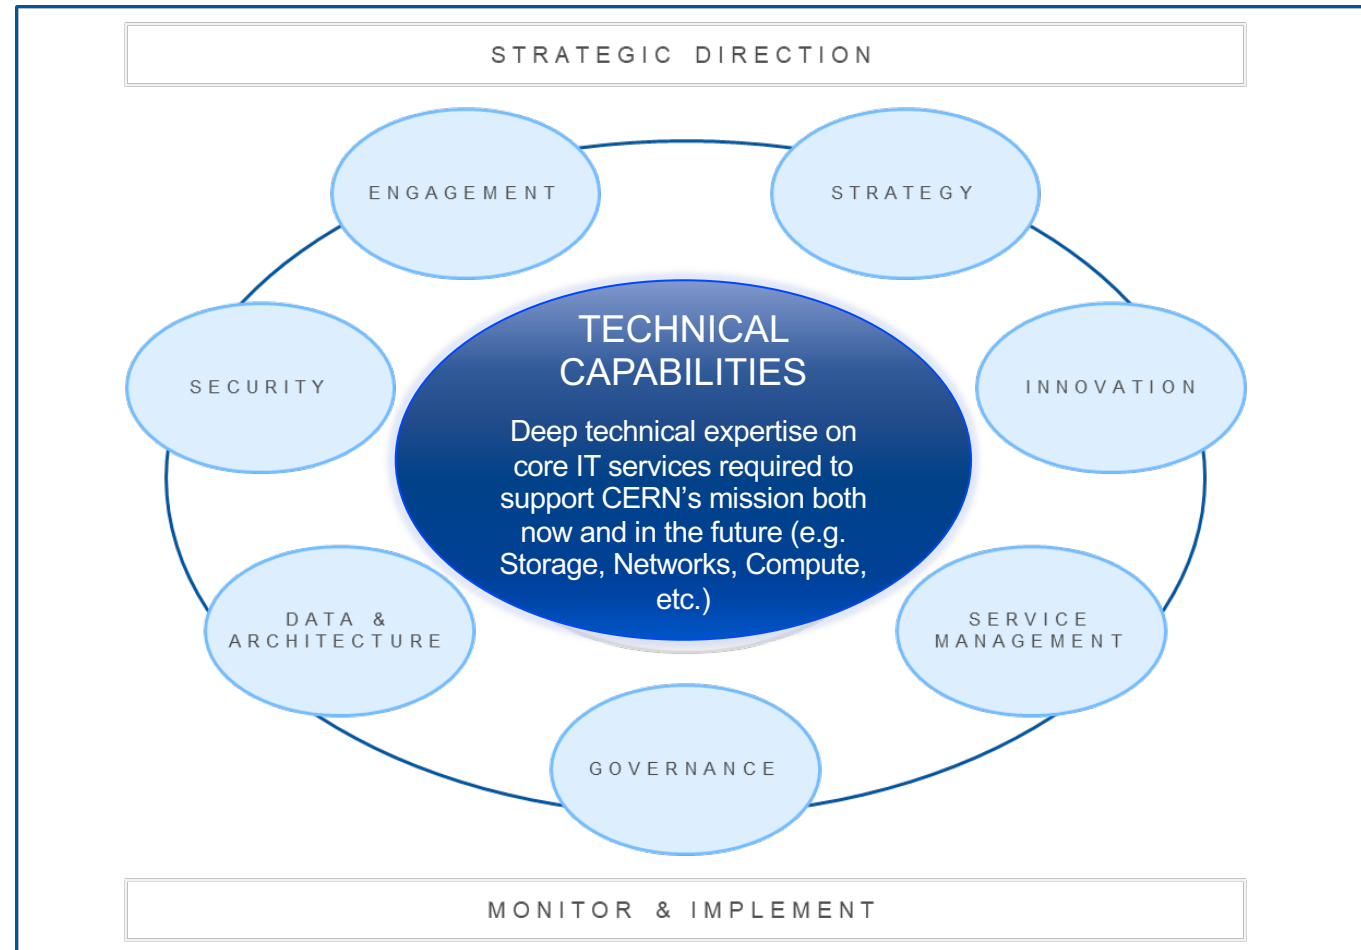 STRATEGIC DIRECTION
ENGAGEMENT
STRATEGY
SECURITY
INNOVATION
TECHNICAL
CAPABILITIES
Deep technical expertise on
core IT services required to
support CERN’s mission both
now and in the future (e.g.
Storage, Networks, Compute,
etc.)
DATA &
ARCHITECTURE
SERVICE
MANAGEMENT
GOVERNANCE
MONITOR & IMPLEMENT